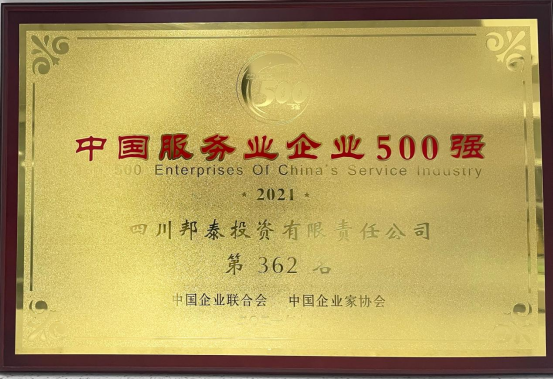 500
中国服务业企业500强
500 Enterprises Of China's Service Industry
* 2021 *
四川邦泰投资有限责任公司
第 362 名
中国企业联合会 中国企业家协会